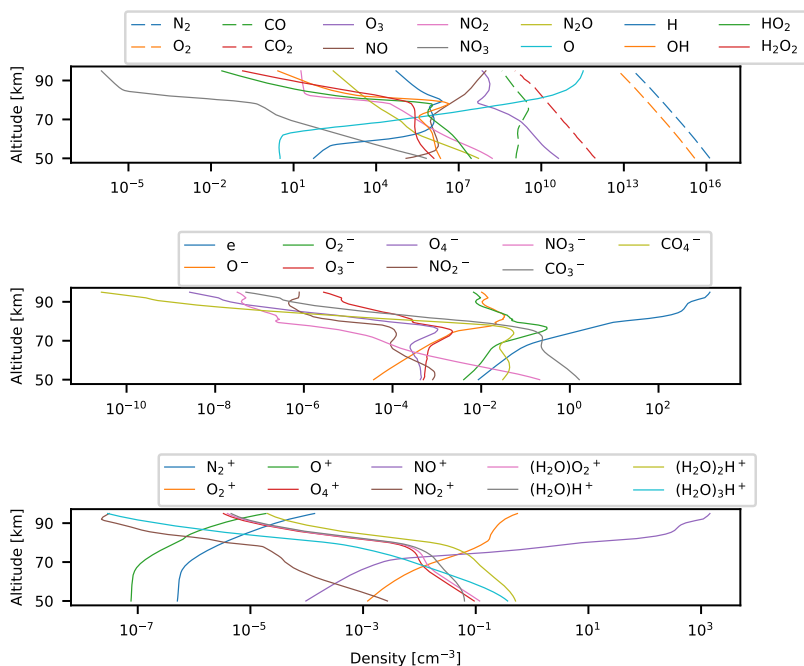 N₂ CO O₃ NO₂ N₂O H HO₂
O₂ CO₂ NO NO₃ O OH H₂O₂
Altitude [km]
90
70
50
10⁻⁵ 10⁻² 10¹ 10⁴ 10⁷ 10¹⁰ 10¹³ 10¹⁶
e O₂⁻ O₄⁻ NO₃⁻ CO₄⁻
O⁻ O₃⁻ NO₂⁻ CO₃⁻
Altitude [km]
90
70
50
10⁻¹⁰ 10⁻⁸ 10⁻⁶ 10⁻⁴ 10⁻² 10⁰ 10²
N₂⁺ O⁺ NO⁺ (H2O)O₂⁺ (H2O)₂H⁺
O₂⁺ O₄⁺ NO₂⁺ (H2O)H⁺ (H2O)₃H⁺
Altitude [km]
90
70
50
10⁻⁷ 10⁻⁵ 10⁻³ 10⁻¹ 10¹ 10³
Density [cm⁻³]